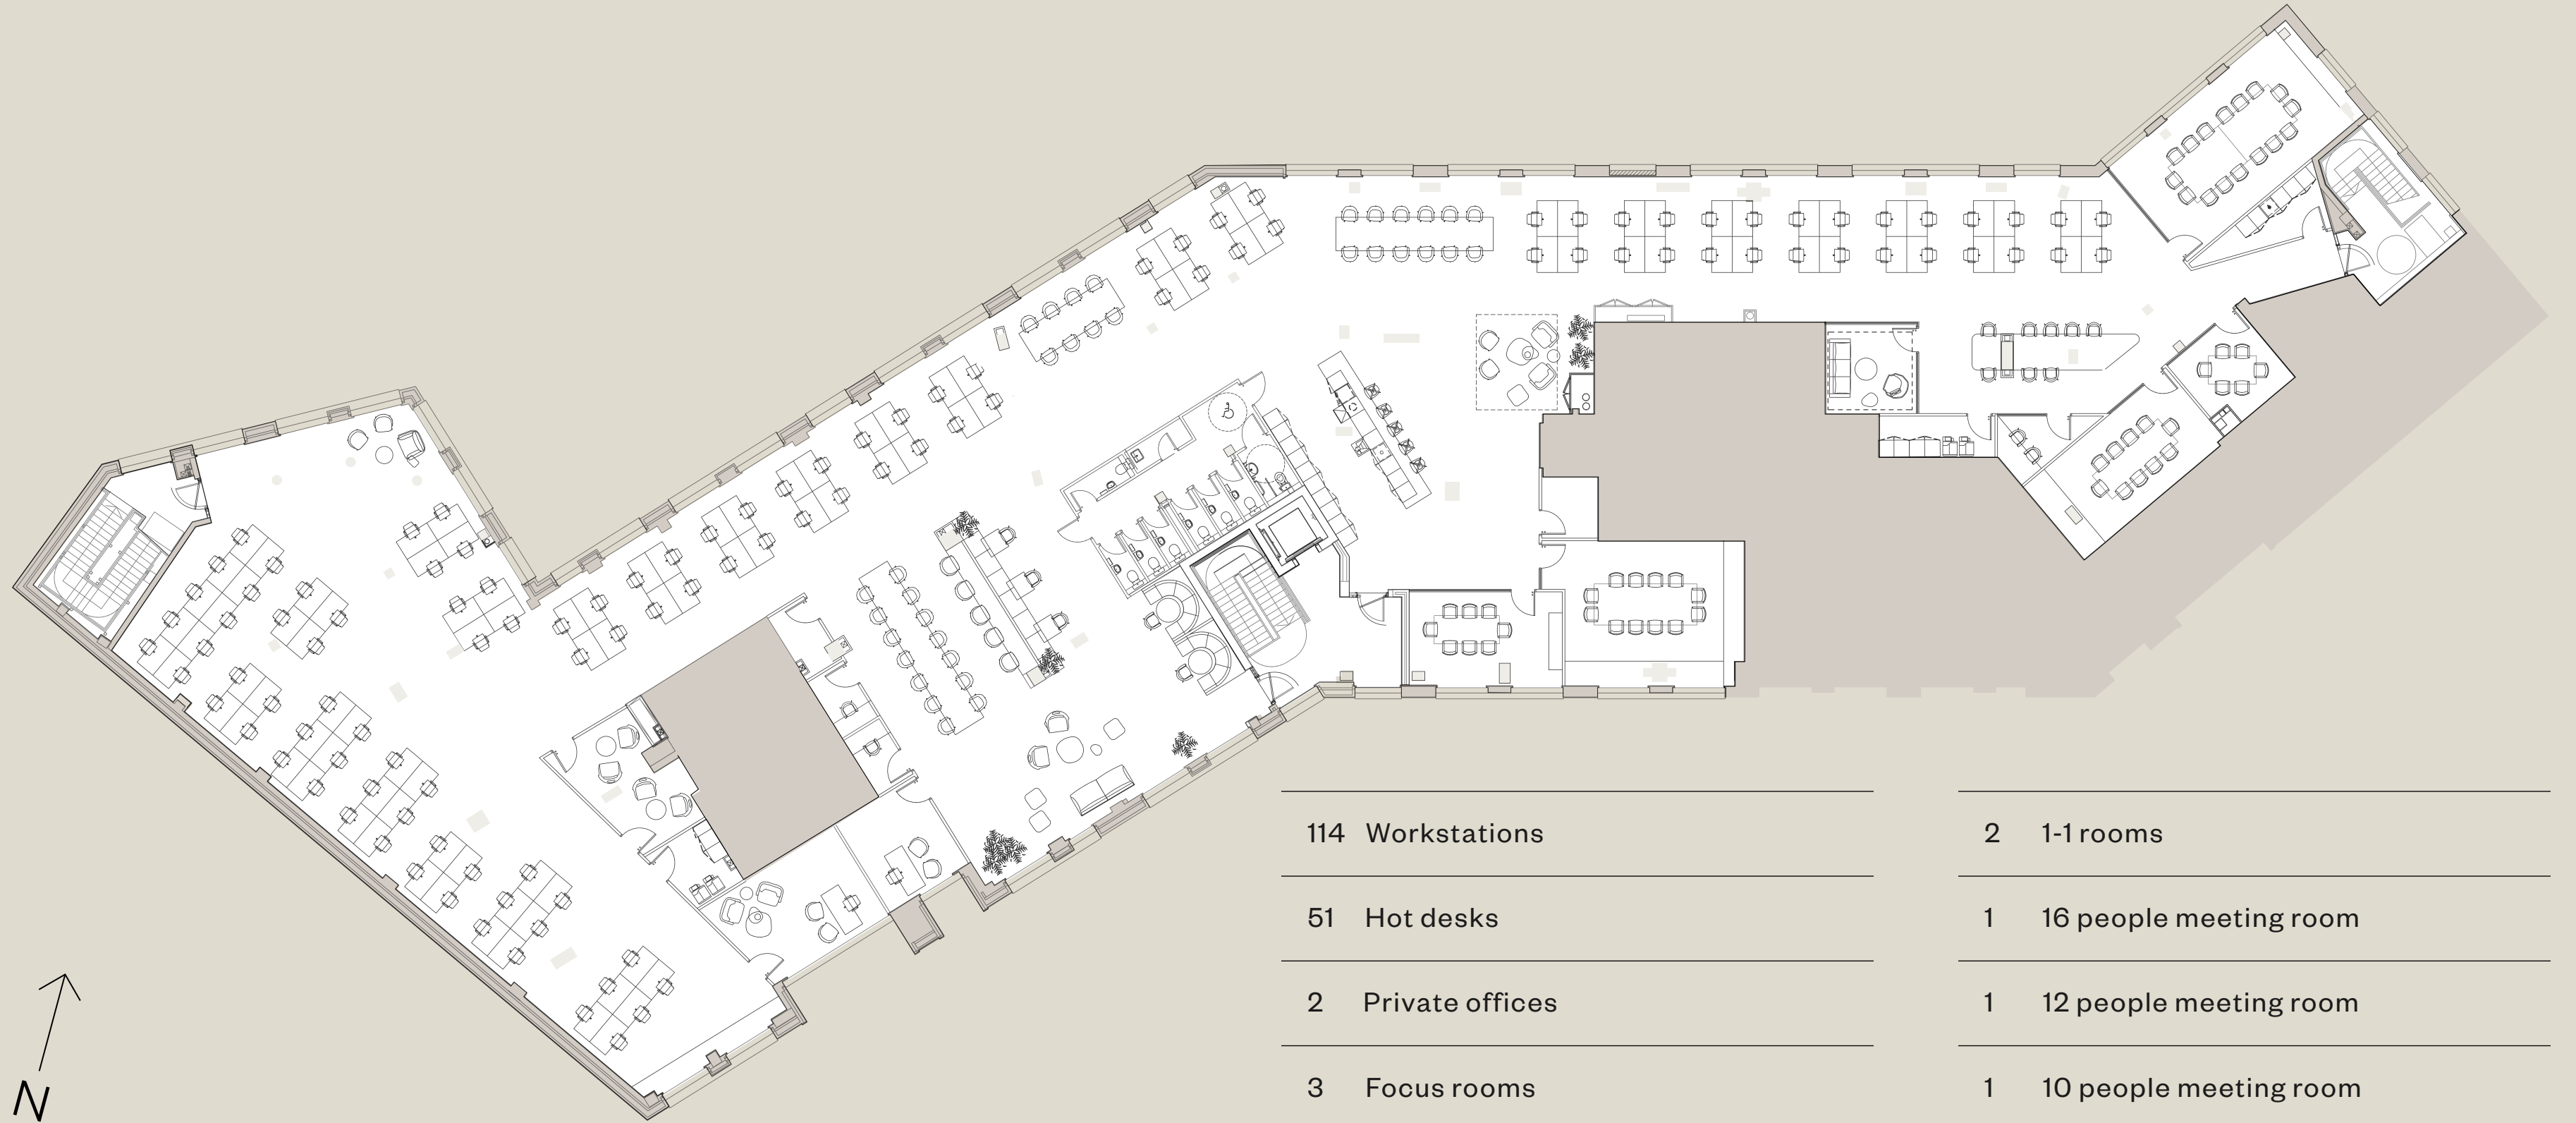 114 Workstations
51 Hot desks
2 Private offices
3 Focus rooms
2 1-1 rooms
1 16 people meeting room
1 12 people meeting room
1 10 people meeting room
N